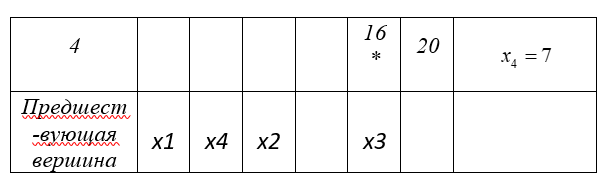 4 16 * 20 x₄ = 7
Предшест
-вующая
вершина x1 x4 x2 x3